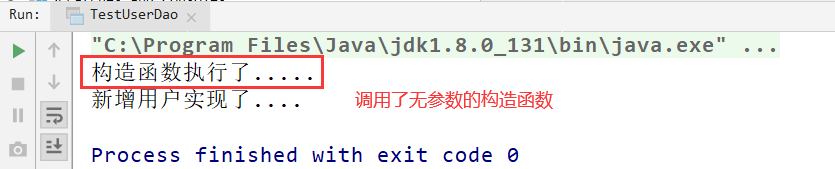 Run:
TestUserDao
"C:\Program Files\Java\jdk1.8.0_131\bin\java.exe" ...
构造函数执行了.....
新增用户实现了....
调用了无参数的构造函数
Process finished with exit code 0